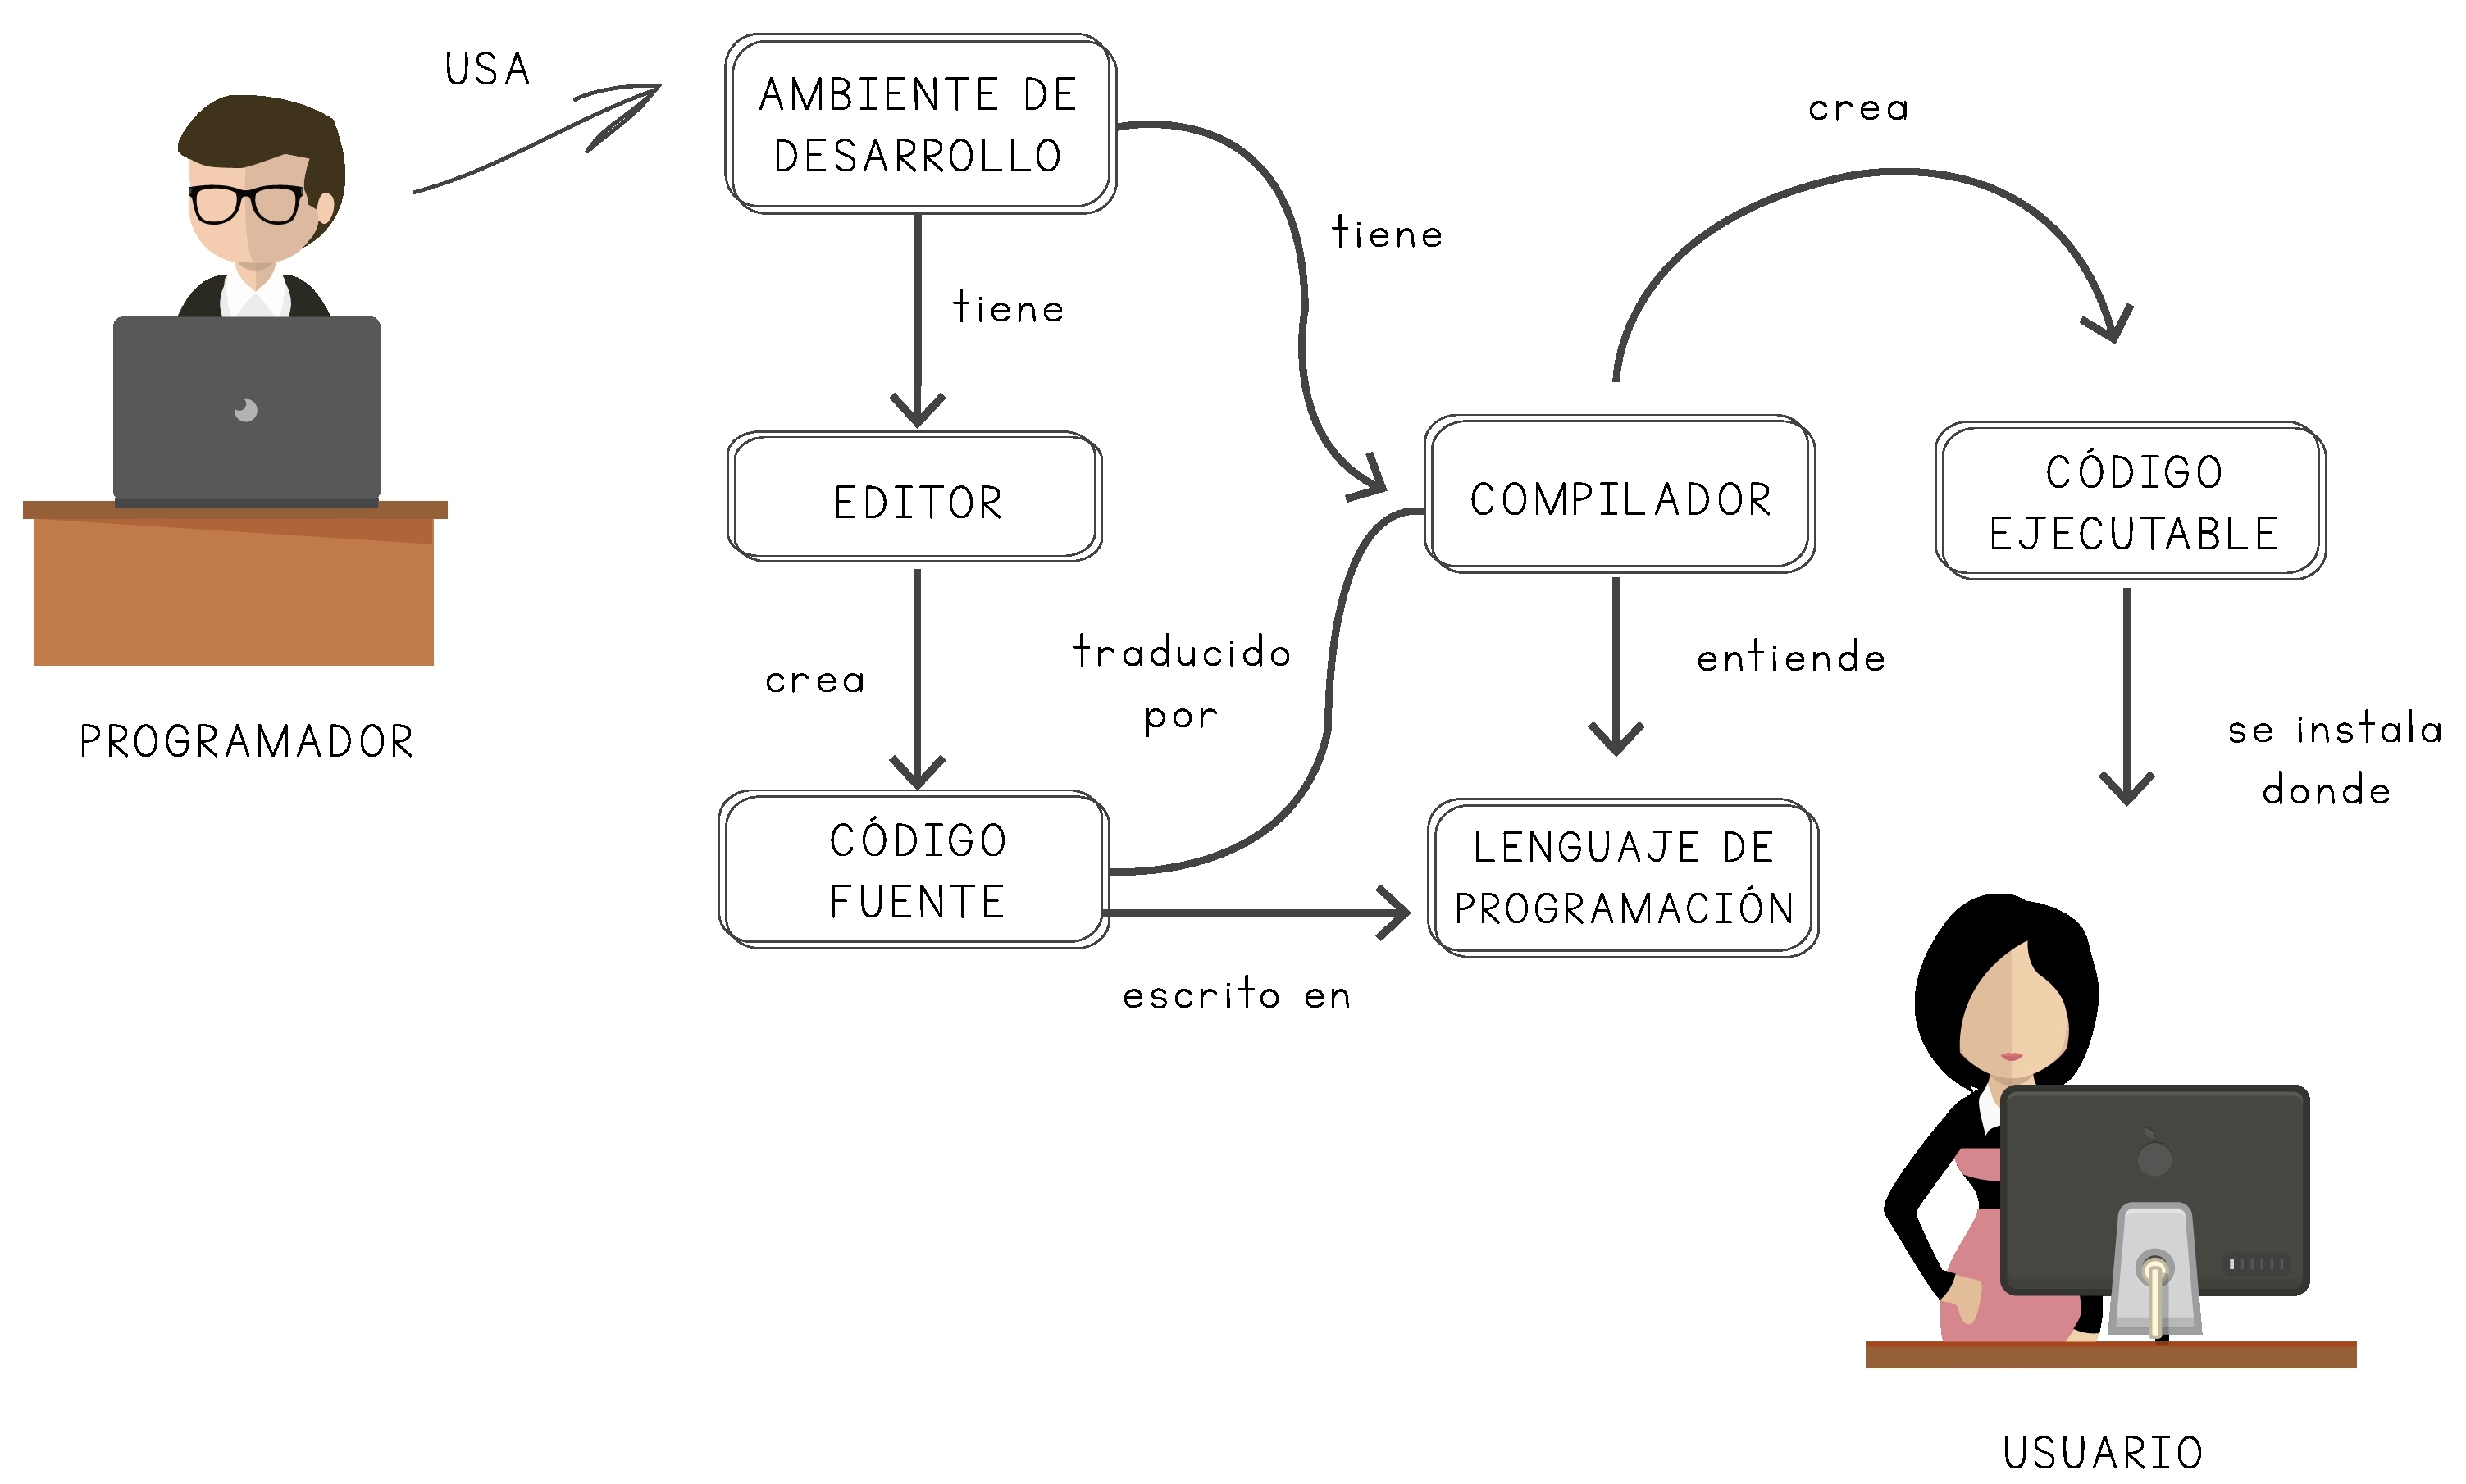 USA
AMBIENTE DE
DESARROLLO
crea
tiene
tiene
EDITOR
COMPILADOR
CÓDIGO
EJECUTABLE
crea
traducido
por
entiende
se instala
donde
PROGRAMADOR
CÓDIGO
FUENTE
LENGUAJE DE
PROGRAMACIÓN
escrito en
USUARIO